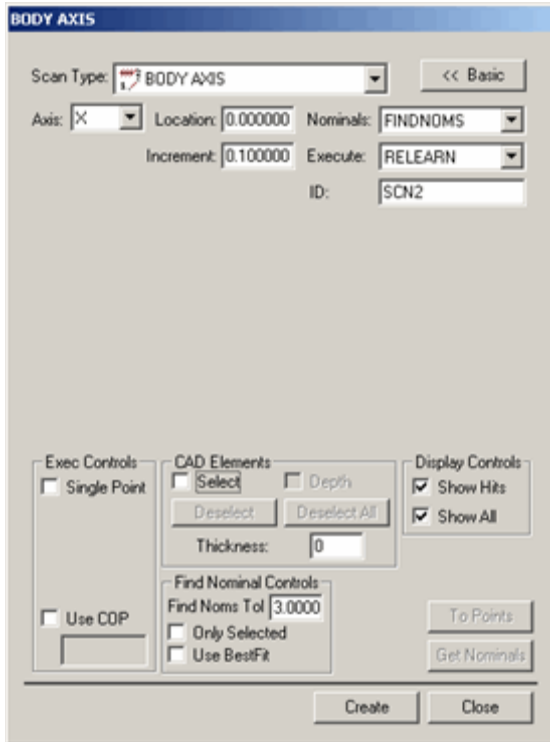 BODY AXIS
Scan Type: BODY AXIS << Basic
Axis: X Location: 0.000000 Nominals: FINDNOMS
Increment: 0.100000 Execute: RELEARN
ID: SCN2
Exec Controls CAD Elements Display Controls
Single Point Select Depth Show Hits
Deselect Deselect All Show All
Thickness: 0
Find Nominal Controls
Use COP Find Noms Tol 3.0000 To Points
Only Selected
Use BestFit Get Nominals
Create Close